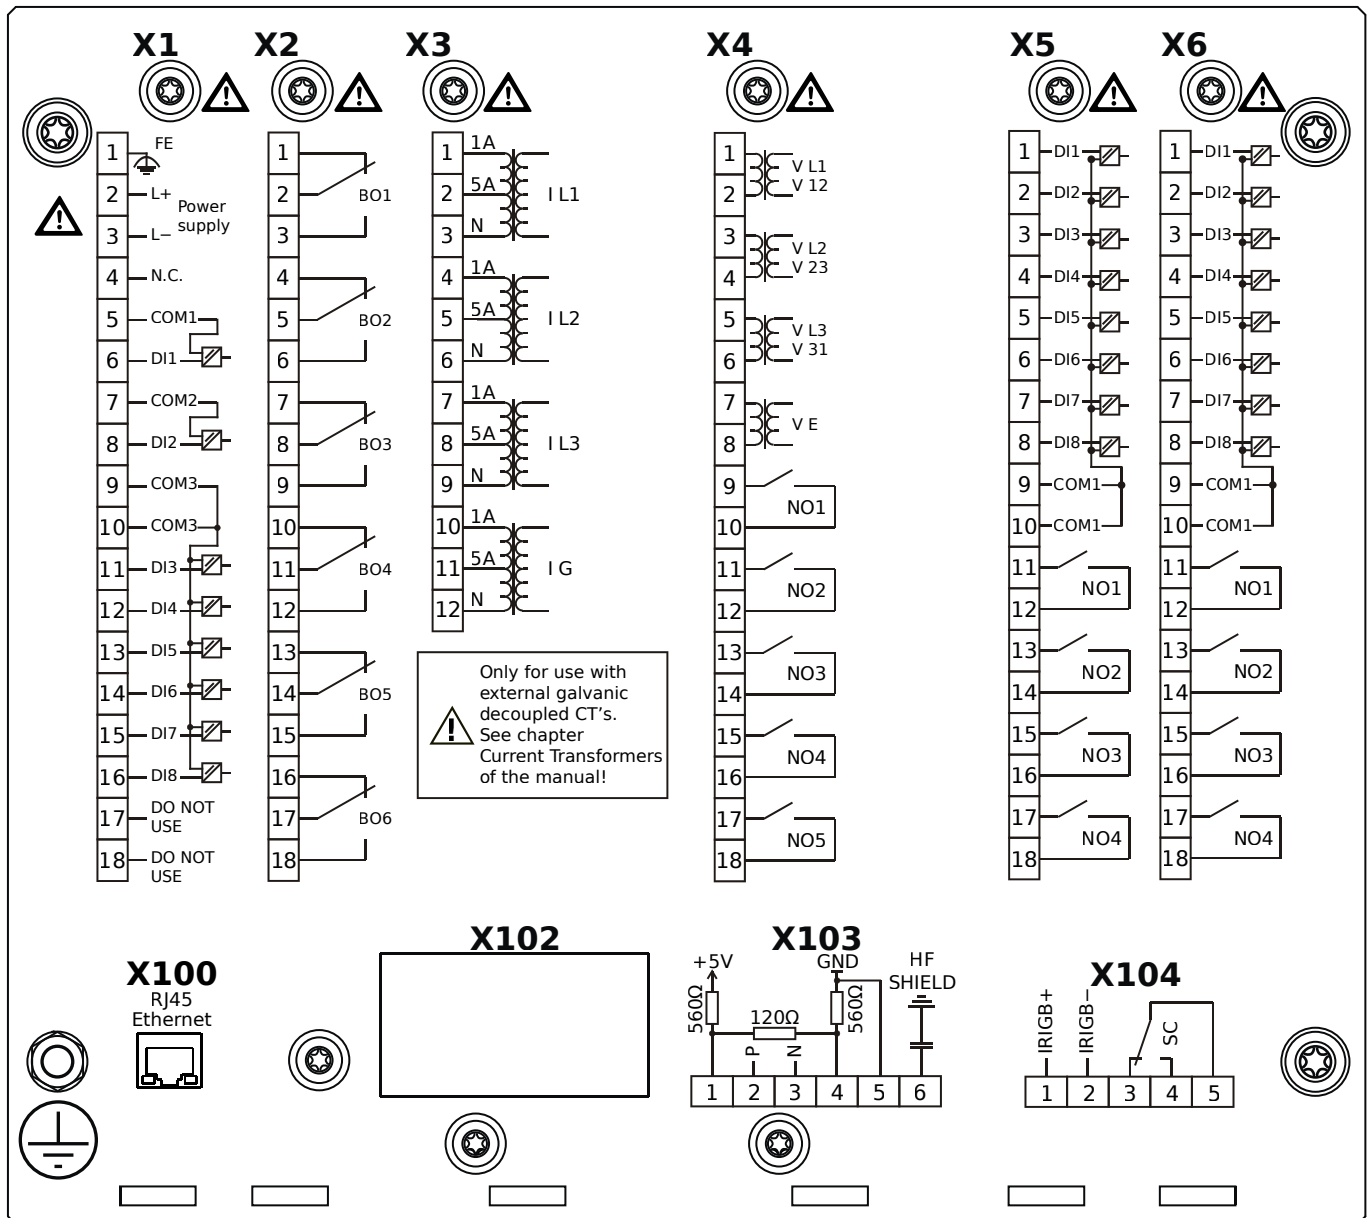 X1
X2
X3
X4
X5
X6
1 FE
2 L+
Power
supply
3 L−
4 N.C.
5 COM1
6 DI1
7 COM2
8 DI2
9 COM3
10 COM3
11 DI3
12 DI4
13 DI5
14 DI6
15 DI7
16 DI8
17 DO NOT
USE
18 DO NOT
USE
1
2 BO1
3
4
5 BO2
6
7
8 BO3
9
10
11 BO4
12
13
14 BO5
15
16
17 BO6
18
1 1A
2 5A I L1
3 N
4 1A
5 5A I L2
6 N
7 1A
8 5A I L3
9 N
10 1A
11 5A I G
12 N
Only for use with
external galvanic
decoupled CT's.
See chapter
Current Transformers
of the manual!
1 V L1
2 V 12
3 V L2
4 V 23
5 V L3
6 V 31
7
V E
8
9
NO1
10
11
NO2
12
13
NO3
14
15
NO4
16
17
NO5
18
1 DI1
2 DI2
3 DI3
4 DI4
5 DI5
6 DI6
7 DI7
8 DI8
9 COM1
10 COM1
11
NO1
12
13
NO2
14
15
NO3
16
17
NO4
18
1 DI1
2 DI2
3 DI3
4 DI4
5 DI5
6 DI6
7 DI7
8 DI8
9 COM1
10 COM1
11
NO1
12
13
NO2
14
15
NO3
16
17
NO4
18
X100
RJ45
Ethernet
X102
X103
+5V GND HF
SHIELD
560Ω 120Ω 560Ω
P N
1 2 3 4 5 6
X104
IRIGB+ IRIGB− SC
1 2 3 4 5